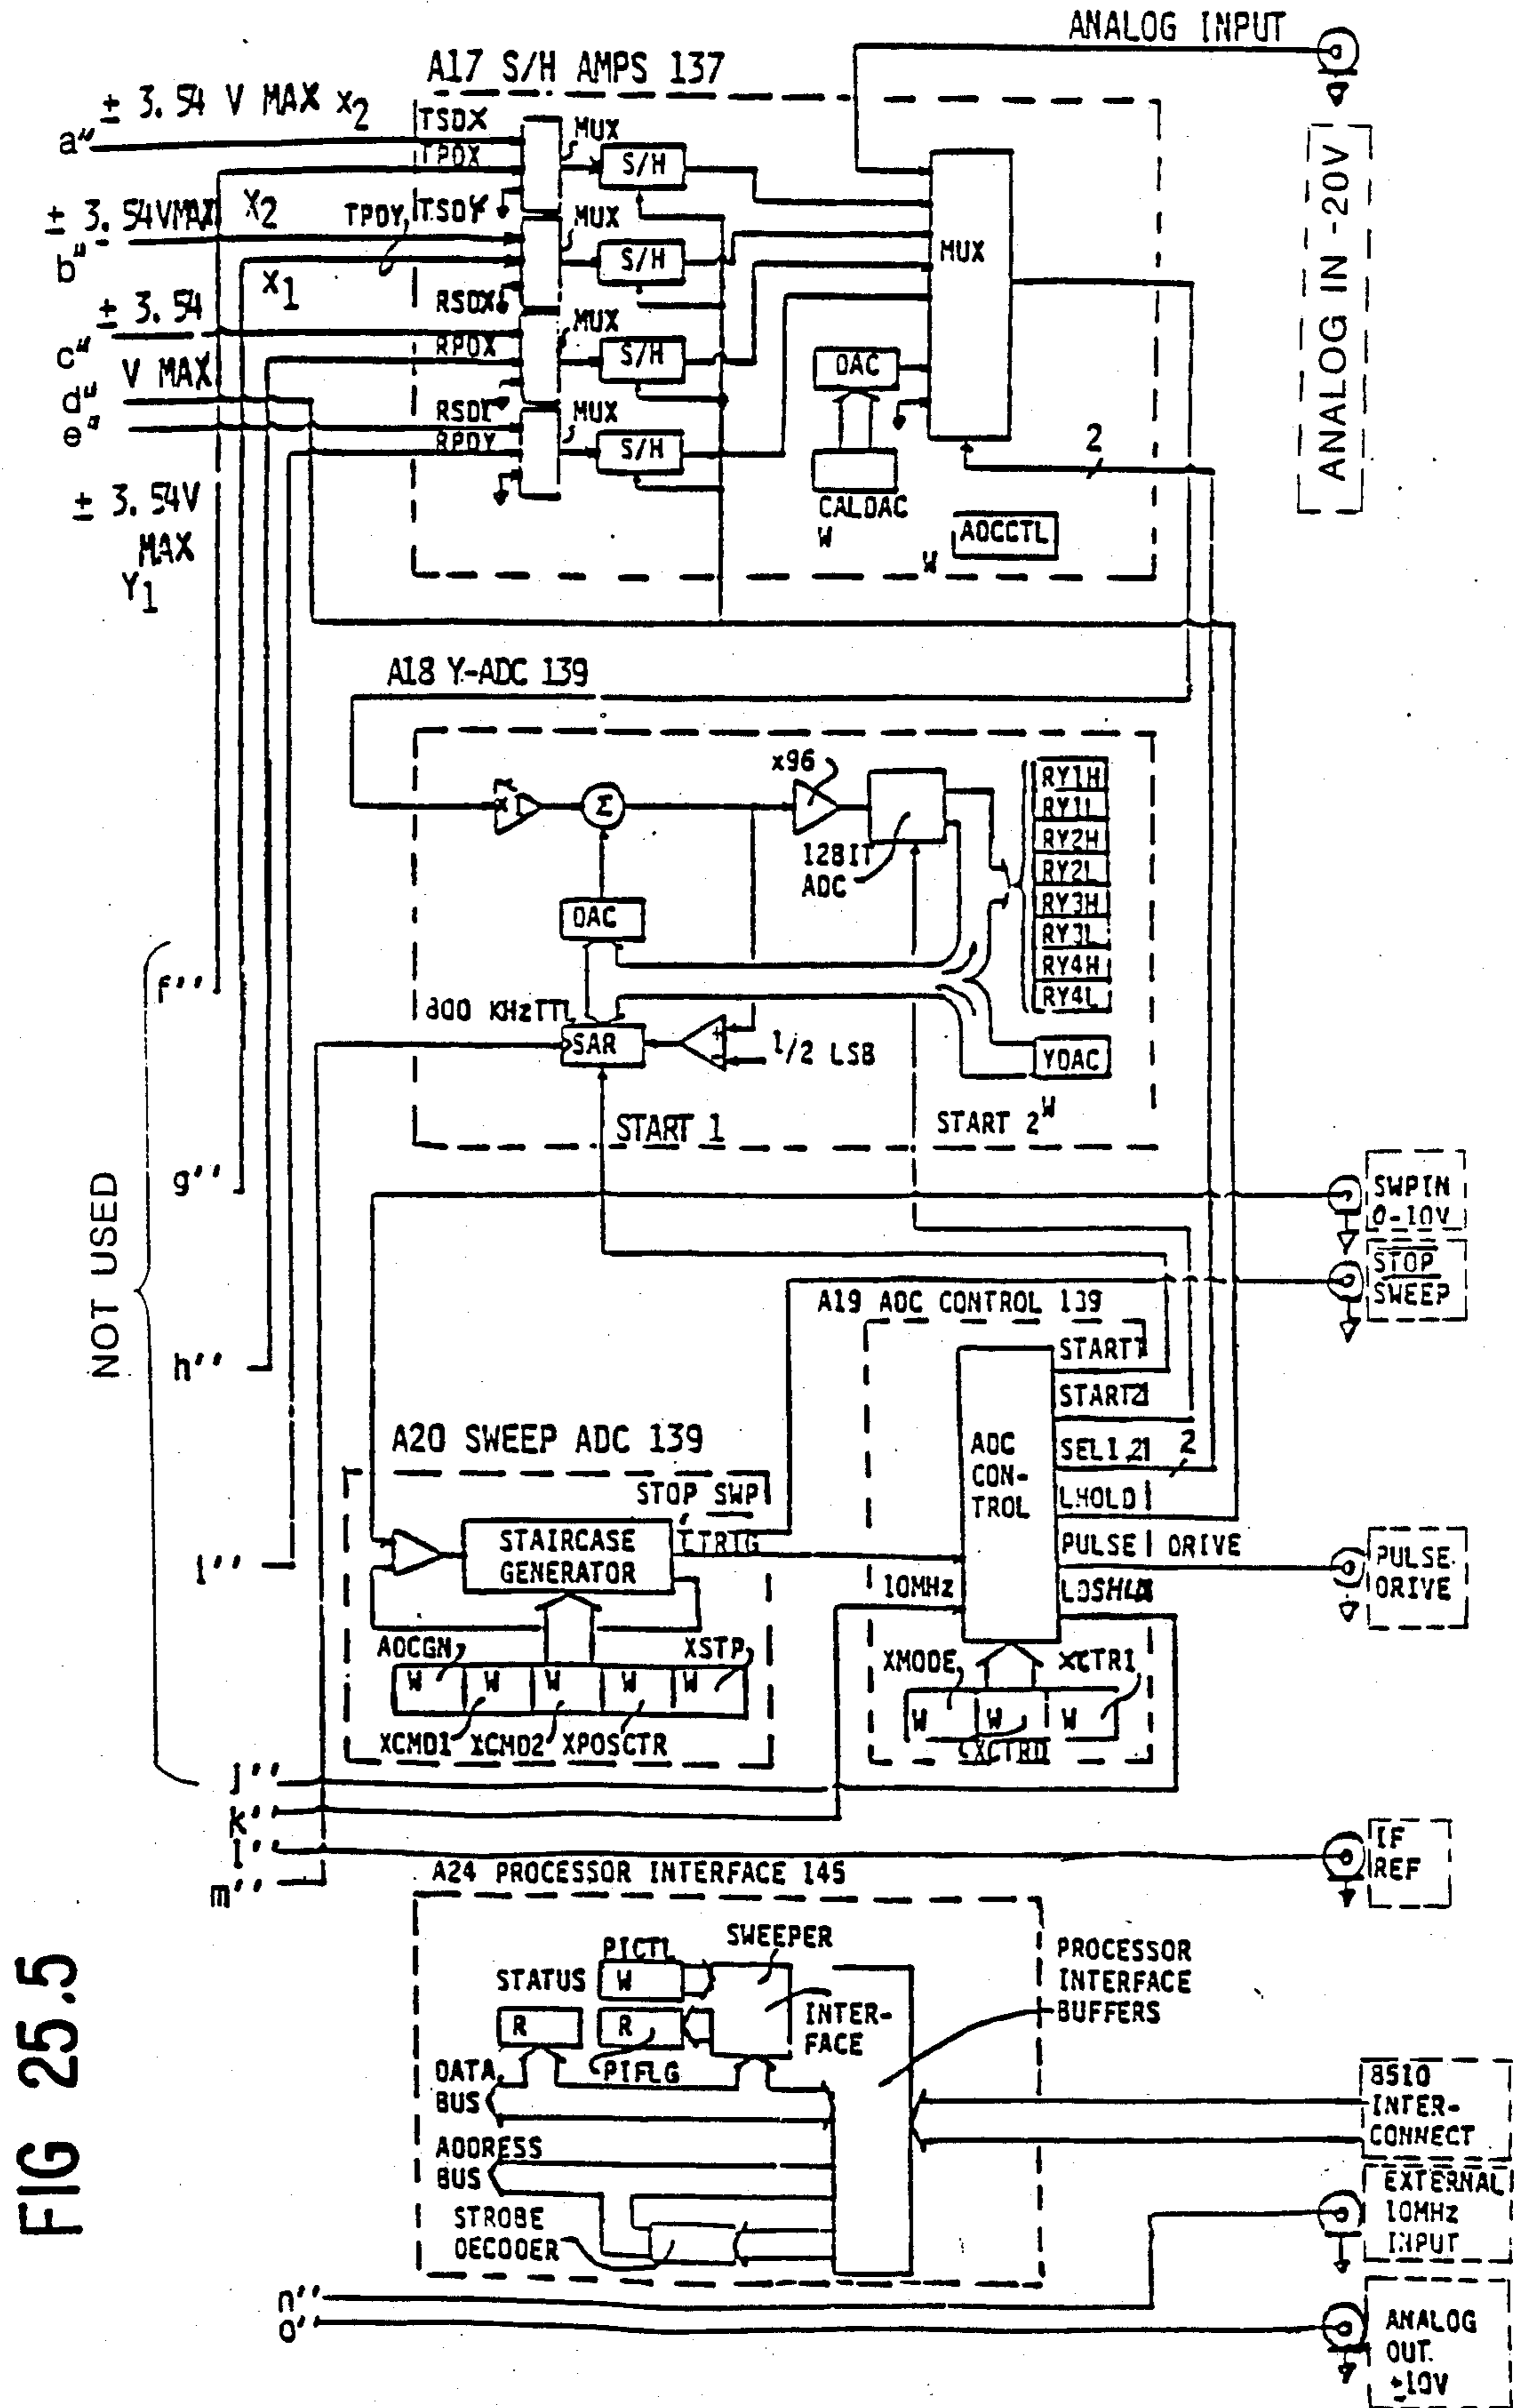 ANALOG INPUT
A17 S/H AMPS 137
± 3.54 V MAX X2
a"
TSDX
TPDX
MUX
S/H
ANALOG IN -20V
± 3.54VMAX
X2
b"
TPDY
TSDY
MUX
S/H
MUX
X1
± 3.54
V MAX
c"
RSDX
RPDX
MUX
S/H
DAC
d"
e"
RSDY
RPDY
MUX
S/H
2
± 3.54V
MAX
Y1
CALDAC
W
W
ADCCTL
A18 Y-ADC 139
x96
X1
Σ
12BIT
ADC
RY1H
RY1L
RY2H
RY2L
RY3H
RY3L
RY4H
RY4L
DAC
800 KHzTTL
SAR
+
-
1/2 LSB
YDAC
W
START 1
START 2
NOT USED
f''
g''
h''
i''
SWPIN
0-10V
STOP
SWEEP
A19 ADC CONTROL 139
START1
START2
SEL1,2
2
LHOLD
PULSE DRIVE
ADC
CON-
TROL
10MHz
PULSE
DRIVE
XMODE
XCTR1
W
W
W
XCTR0
A20 SWEEP ADC 139
STOP SWP
LTRIG
STAIRCASE
GENERATOR
ADCGN
XSTP
W
W
W
W
W
XCMD1
XCMD2
XPOSCTR
j''
k''
l''
m''
IF
REF
A24 PROCESSOR INTERFACE 145
PICTL
SWEEPER
STATUS
W
R
R
INTER-
FACE
PIFLG
PROCESSOR
INTERFACE
BUFFERS
DATA
BUS
ADDRESS
BUS
STROBE
DECODER
8510
INTER-
CONNECT
EXTERNAL
10MHz
INPUT
n''
o''
ANALOG
OUT.
±10V
FIG 25.5